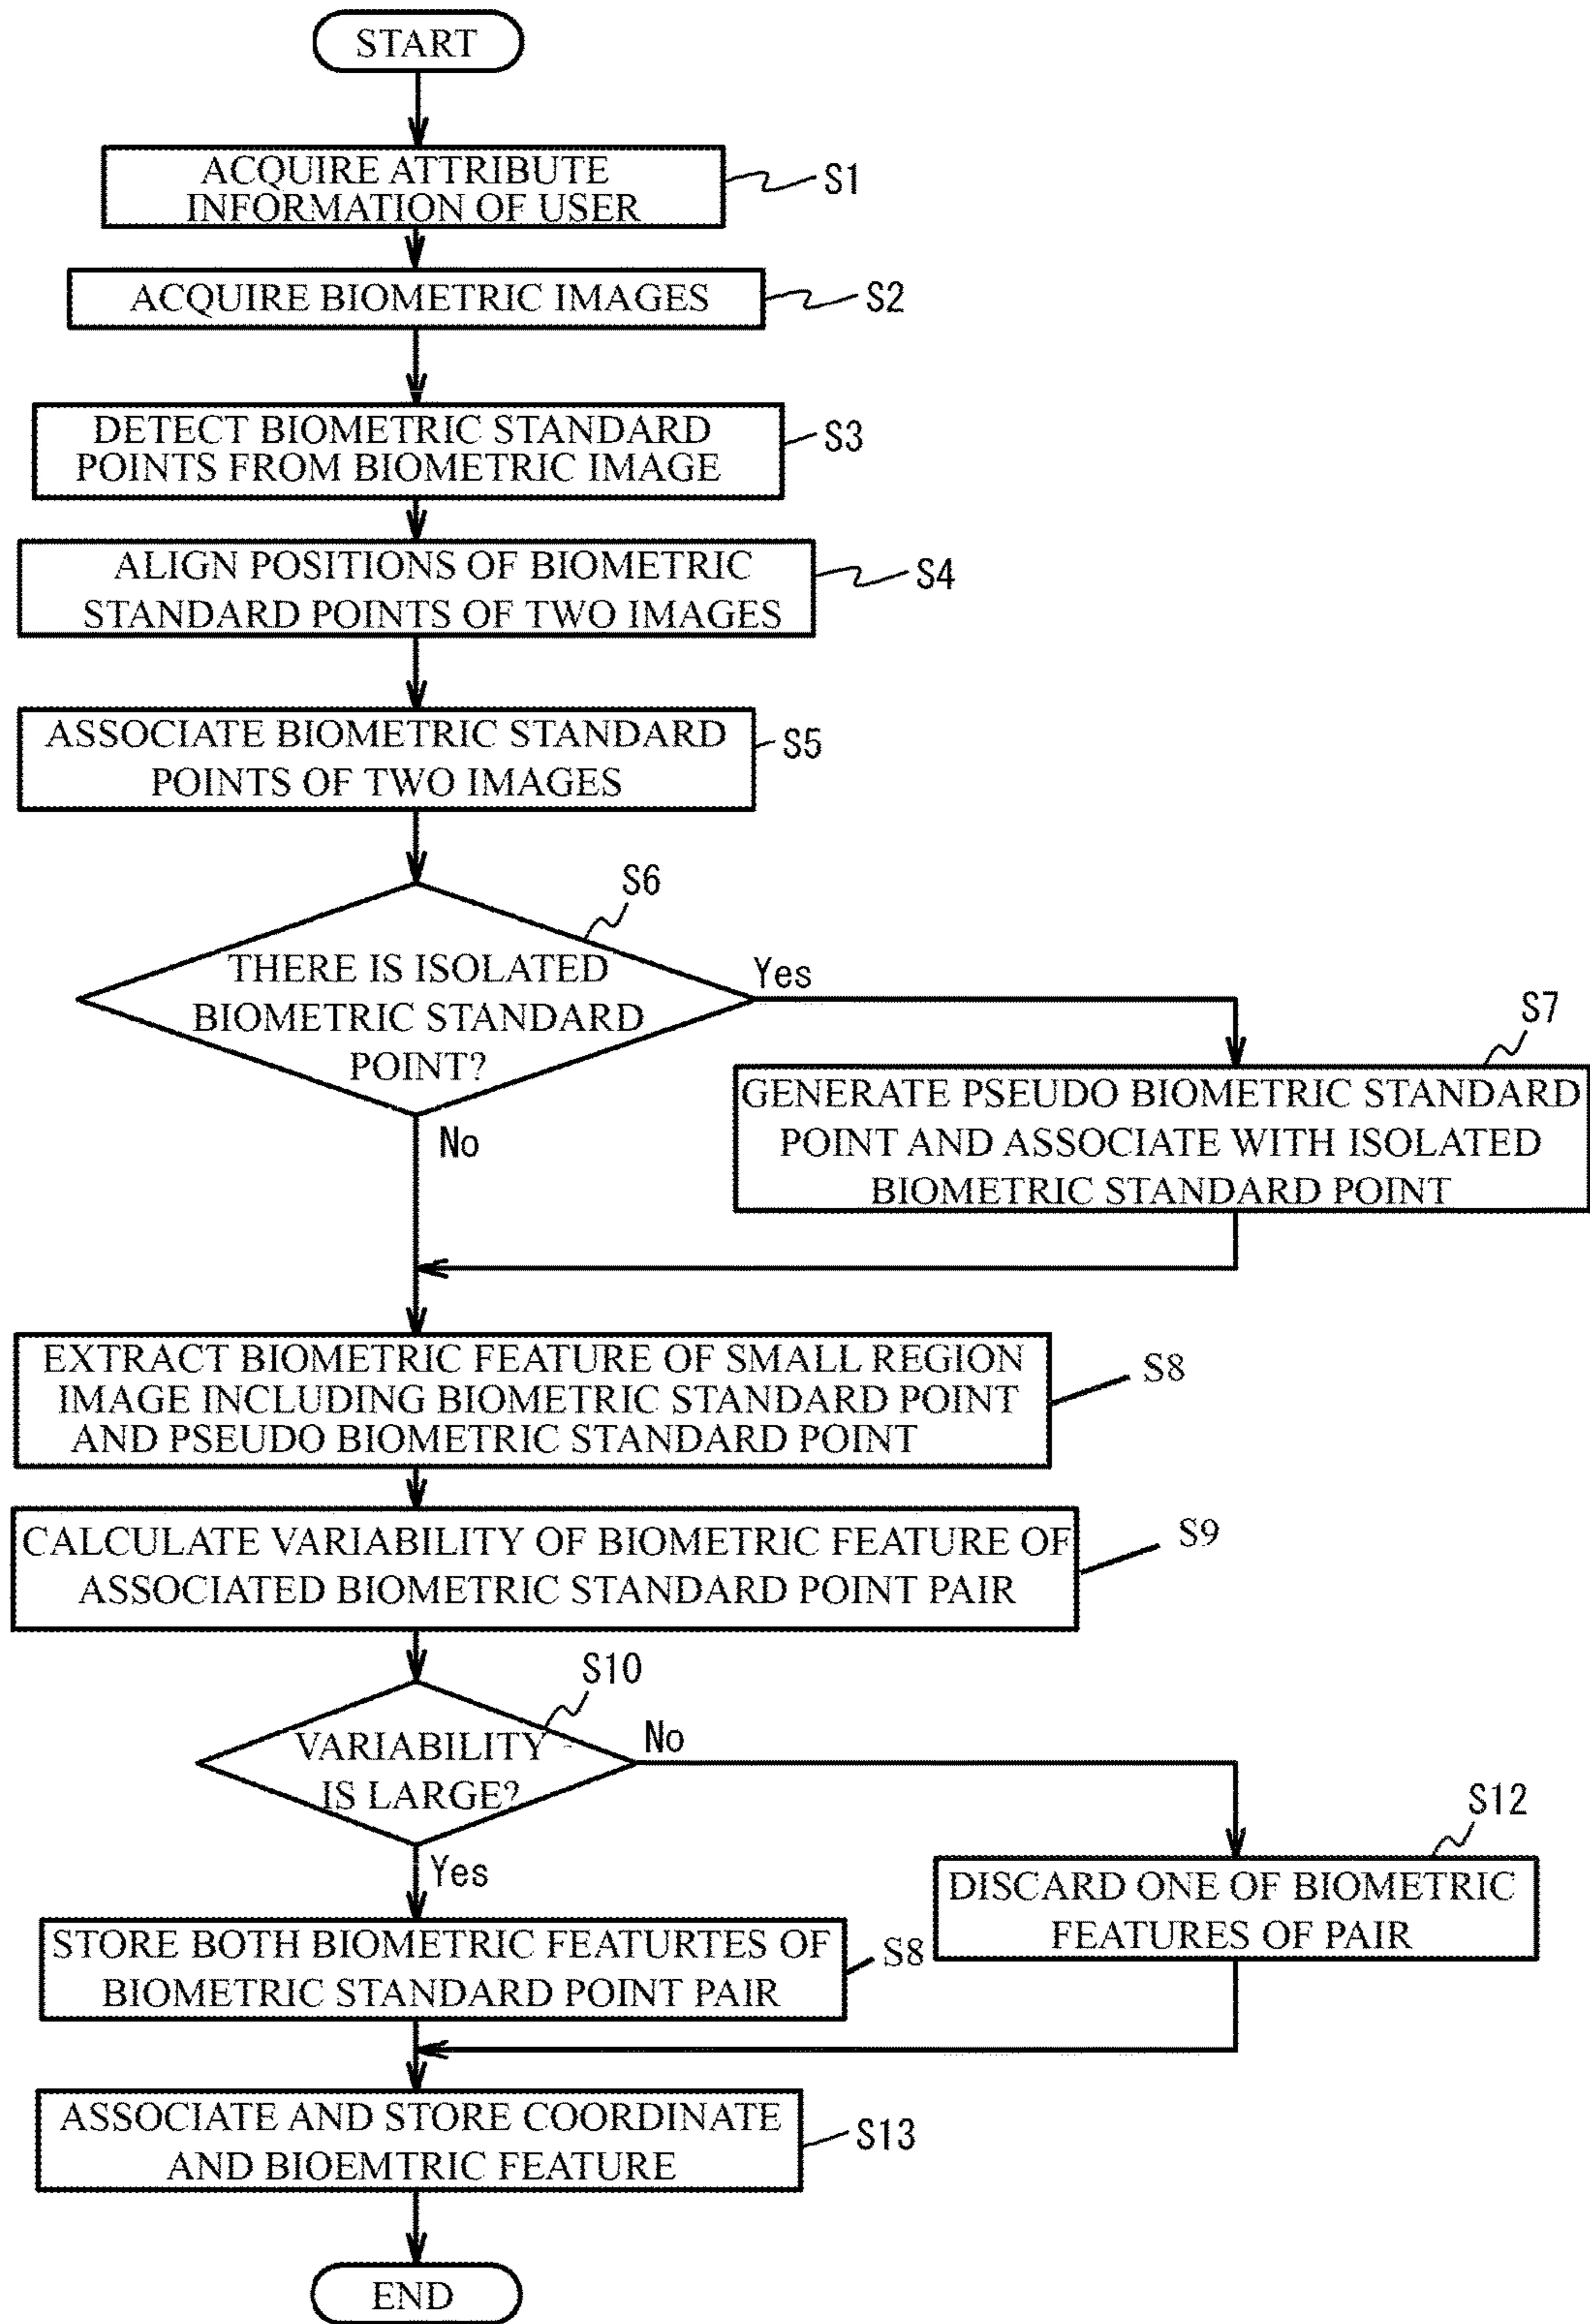 START
ACQUIRE ATTRIBUTE
INFORMATION OF USER
S1
ACQUIRE BIOMETRIC IMAGES
S2
DETECT BIOMETRIC STANDARD
POINTS FROM BIOMETRIC IMAGE
S3
ALIGN POSITIONS OF BIOMETRIC
STANDARD POINTS OF TWO IMAGES
S4
ASSOCIATE BIOMETRIC STANDARD
POINTS OF TWO IMAGES
S5
S6
THERE IS ISOLATED
BIOMETRIC STANDARD
POINT?
Yes
No
S7
GENERATE PSEUDO BIOMETRIC STANDARD
POINT AND ASSOCIATE WITH ISOLATED
BIOMETRIC STANDARD POINT
EXTRACT BIOMETRIC FEATURE OF SMALL REGION
IMAGE INCLUDING BIOMETRIC STANDARD POINT
AND PSEUDO BIOMETRIC STANDARD POINT
S8
CALCULATE VARIABILITY OF BIOMETRIC FEATURE OF
ASSOCIATED BIOMETRIC STANDARD POINT PAIR
S9
S10
VARIABILITY
IS LARGE?
No
Yes
S12
DISCARD ONE OF BIOMETRIC
FEATURES OF PAIR
STORE BOTH BIOMETRIC FEATURTES OF
BIOMETRIC STANDARD POINT PAIR
S8
ASSOCIATE AND STORE COORDINATE
AND BIOEMTRIC FEATURE
S13
END